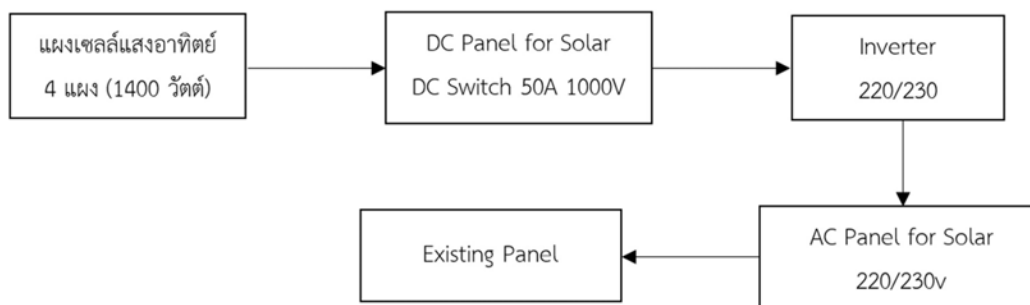 แผงเซลล์แสงอาทิตย์
4 แผง (1400 วัตต์)
DC Panel for Solar
DC Switch 50A 1000V
Inverter
220/230
AC Panel for Solar
220/230v
Existing Panel